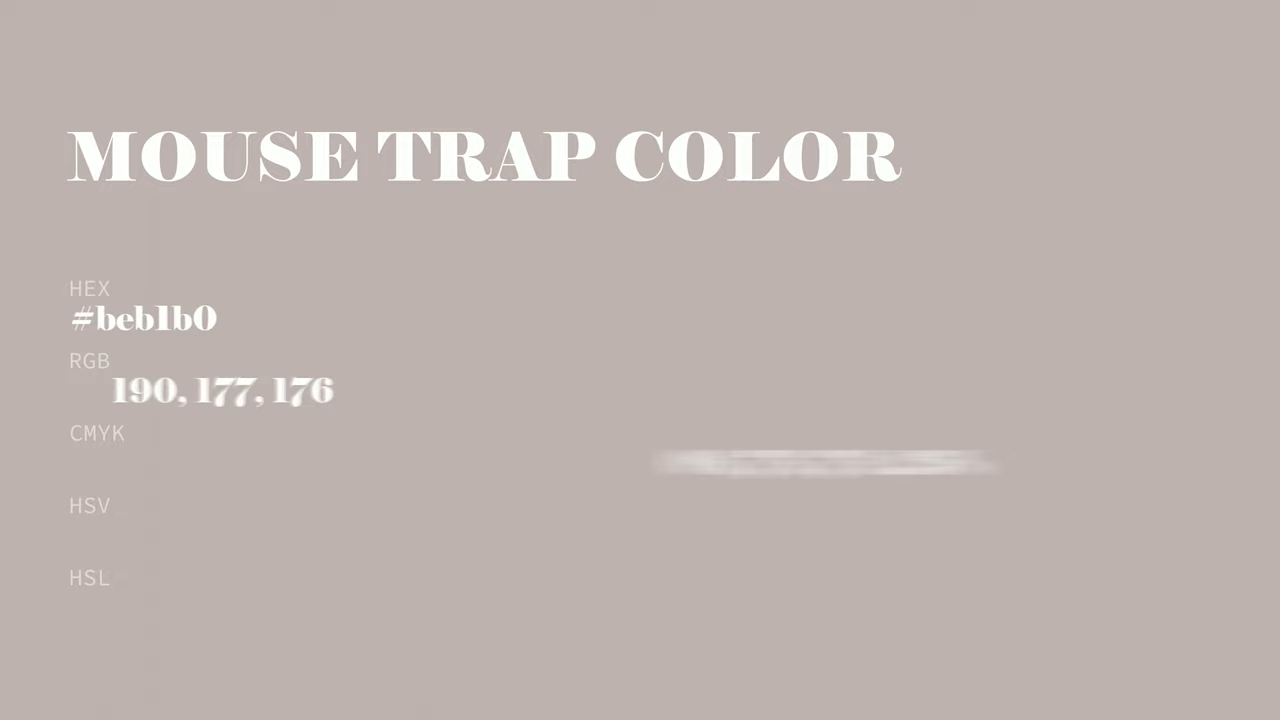 MOUSE TRAP COLOR
HEX
#beb1b0
RGB
190, 177, 176
CMYK
HSV
HSL